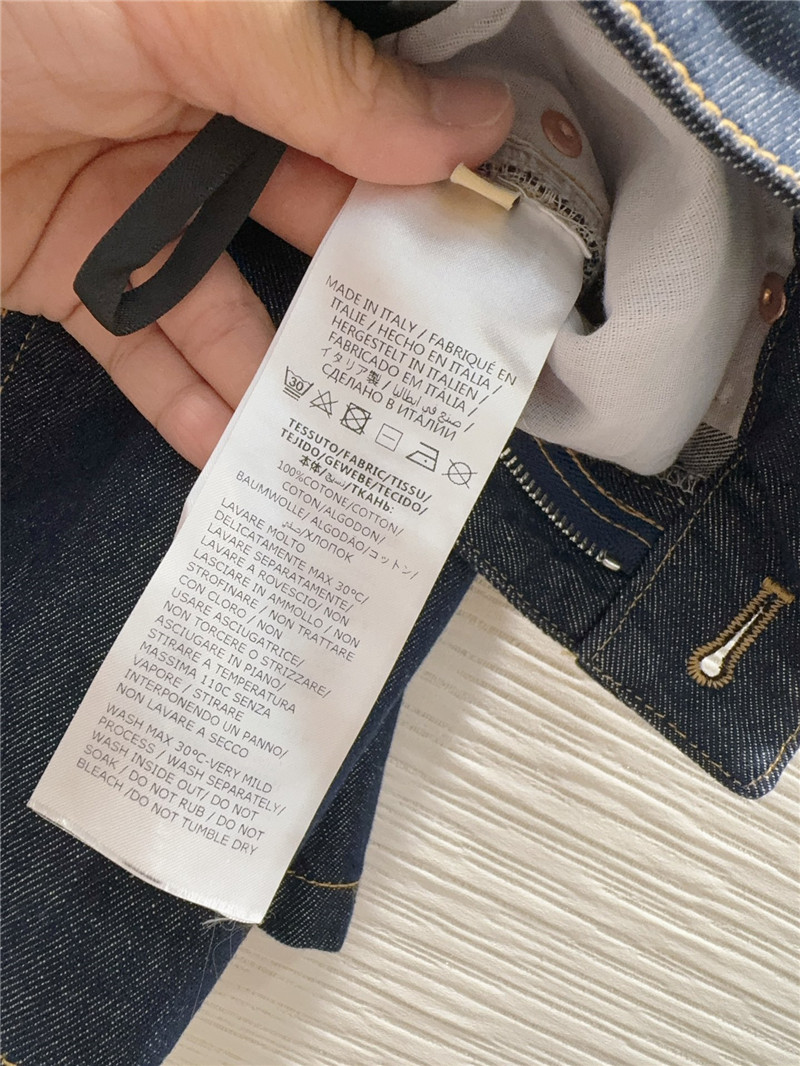 MADE IN ITALY / FABRIQUÉ EN
ITALIE / HECHO EN ITALIA /
HERGESTELT IN ITALIEN /
FABRICADO EM ITÁLIA /
イタリア製 / صنع في ايطاليا /
СДЕЛАНО В ИТАЛИИ
30
TESSUTO/FABRIC/TISSU/
TEJIDO/GEWEBE/TECIDO/
本体/نسيج/ТКАНЬ:
100%COTONE/COTTON/
COTON/ALGODON/
BAUMWOLLE/ ALGODÃO/コットン/
/ХЛОПОК
LAVARE MOLTO
DELICATAMENTE MAX 30ºC/
LAVARE SEPARATAMENTE/
LAVARE A ROVESCIO/ NON
LASCIARE IN AMMOLLO / NON
STROFINARE / NON TRATTARE
CON CLORO / NON
USARE ASCIUGATRICE/
NON TORCERE O STRIZZARE/
ASCIUGARE IN PIANO/
STIRARE A TEMPERATURA
MASSIMA 110C SENZA
VAPORE / STIRARE
INTERPONENDO UN PANNO/
NON LAVARE A SECCO
WASH MAX 30ºC-VERY MILD
PROCESS / WASH SEPARATELY/
WASH INSIDE OUT/ DO NOT
SOAK / DO NOT RUB / DO NOT
BLEACH /DO NOT TUMBLE DRY